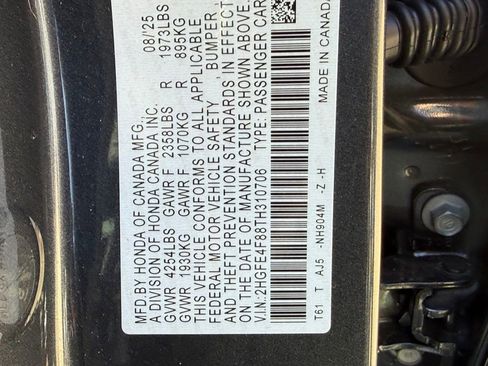 MFD BY HONDA OF CANADA MFG., 08/'25
A DIVISION OF HONDA CANADA INC.
GVWR 4254LBS GAWR F 2358LBS R 1973LBS
GVWR 1930KG GAWR F 1070KG R 895KG
THIS VEHICLE CONFORMS TO ALL APPLICABLE
FEDERAL MOTOR VEHICLE SAFETY, BUMPER,
AND THEFT PREVENTION STANDARDS IN EFFECT
ON THE DATE OF MANUFACTURE SHOWN ABOVE.
V.I.N.:2HGFE4F88TH310706 TYPE: PASSENGER CAR
MADE IN CANADA
T61 T AJ5 -NH904M -Z -H